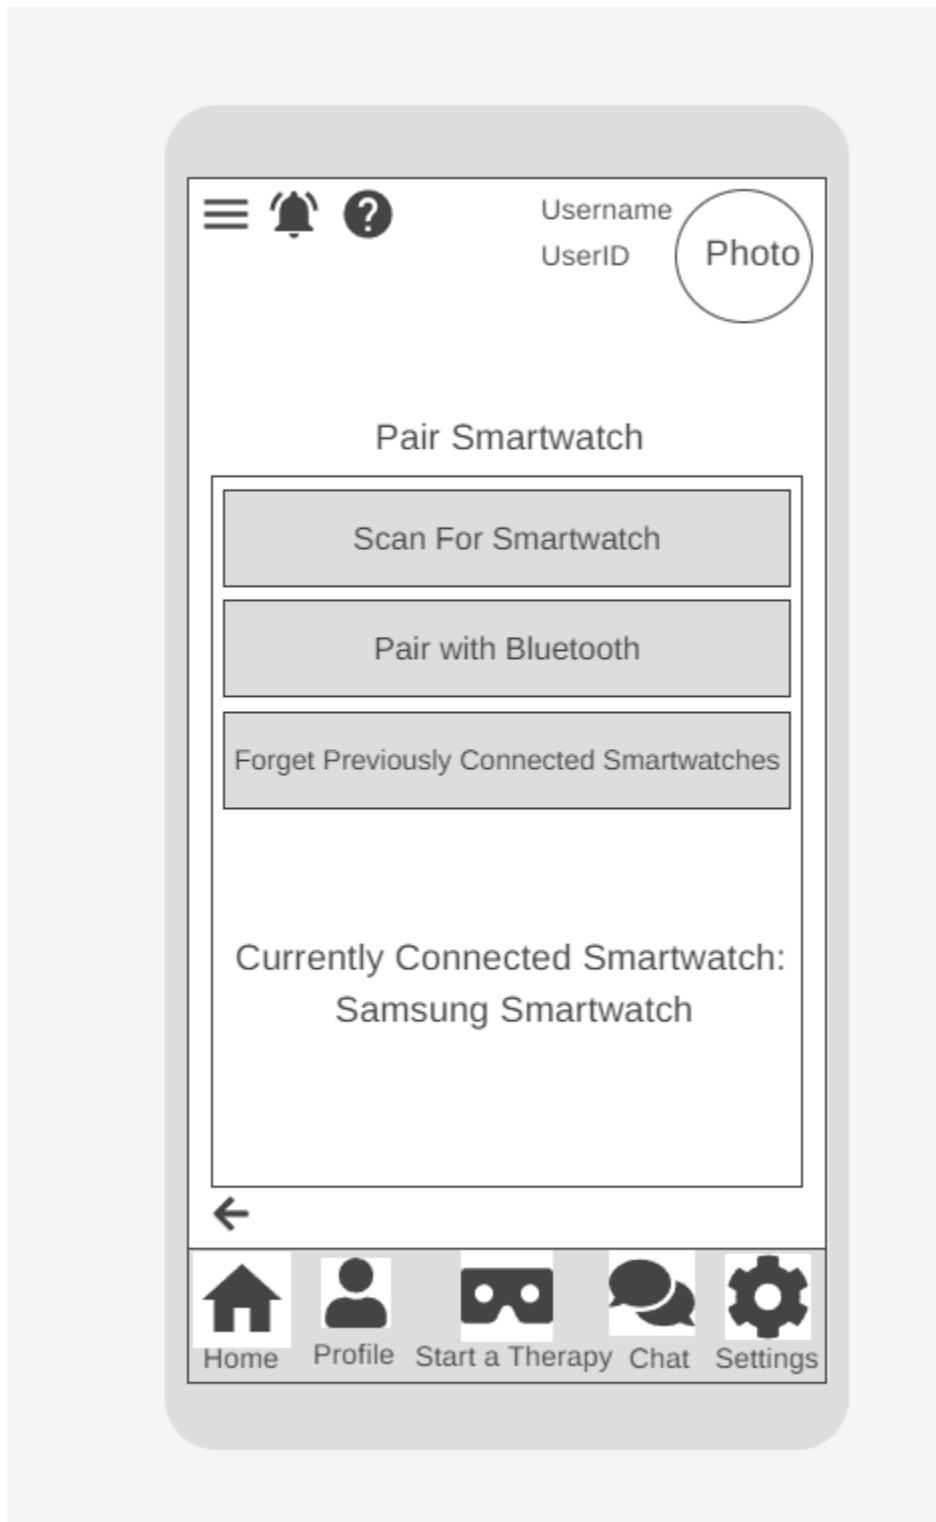 Username
UserID
Photo
Pair Smartwatch
Scan For Smartwatch
Pair with Bluetooth
Forget Previously Connected Smartwatches
Currently Connected Smartwatch:
Samsung Smartwatch
Home
Profile
Start a Therapy
Chat
Settings